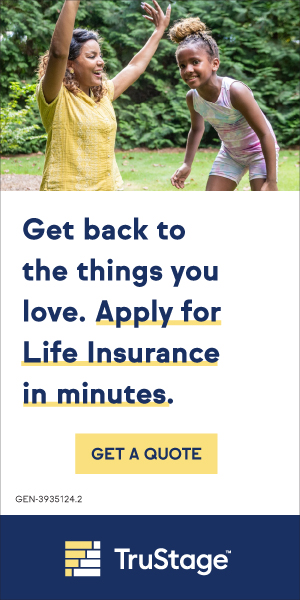 Get back to
the things you
love. Apply for
Life Insurance
in minutes.
GET A QUOTE
GEN-3935124.2
TruStage™